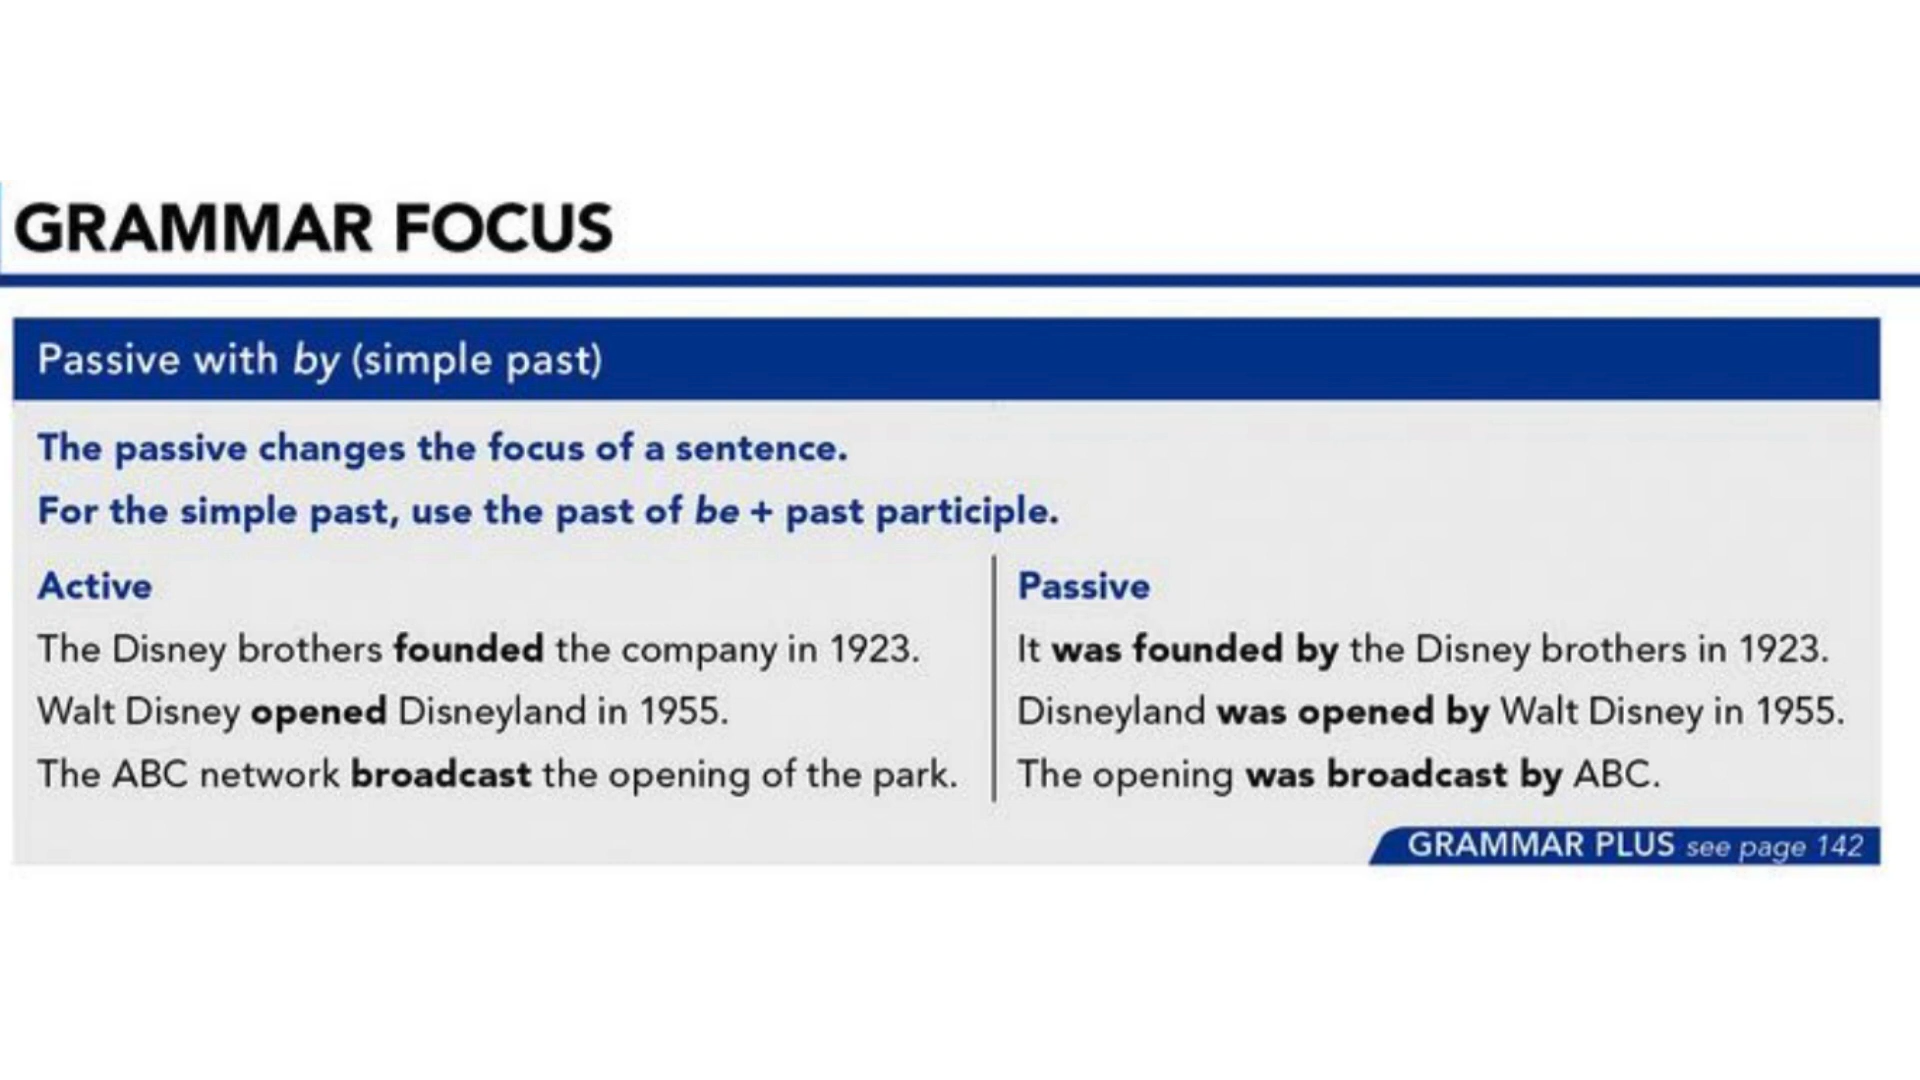 GRAMMAR FOCUS
Passive with by (simple past)
The passive changes the focus of a sentence.
For the simple past, use the past of be + past participle.
Active
The Disney brothers founded the company in 1923.
Walt Disney opened Disneyland in 1955.
The ABC network broadcast the opening of the park.
Passive
It was founded by the Disney brothers in 1923.
Disneyland was opened by Walt Disney in 1955.
The opening was broadcast by ABC.
GRAMMAR PLUS see page 142